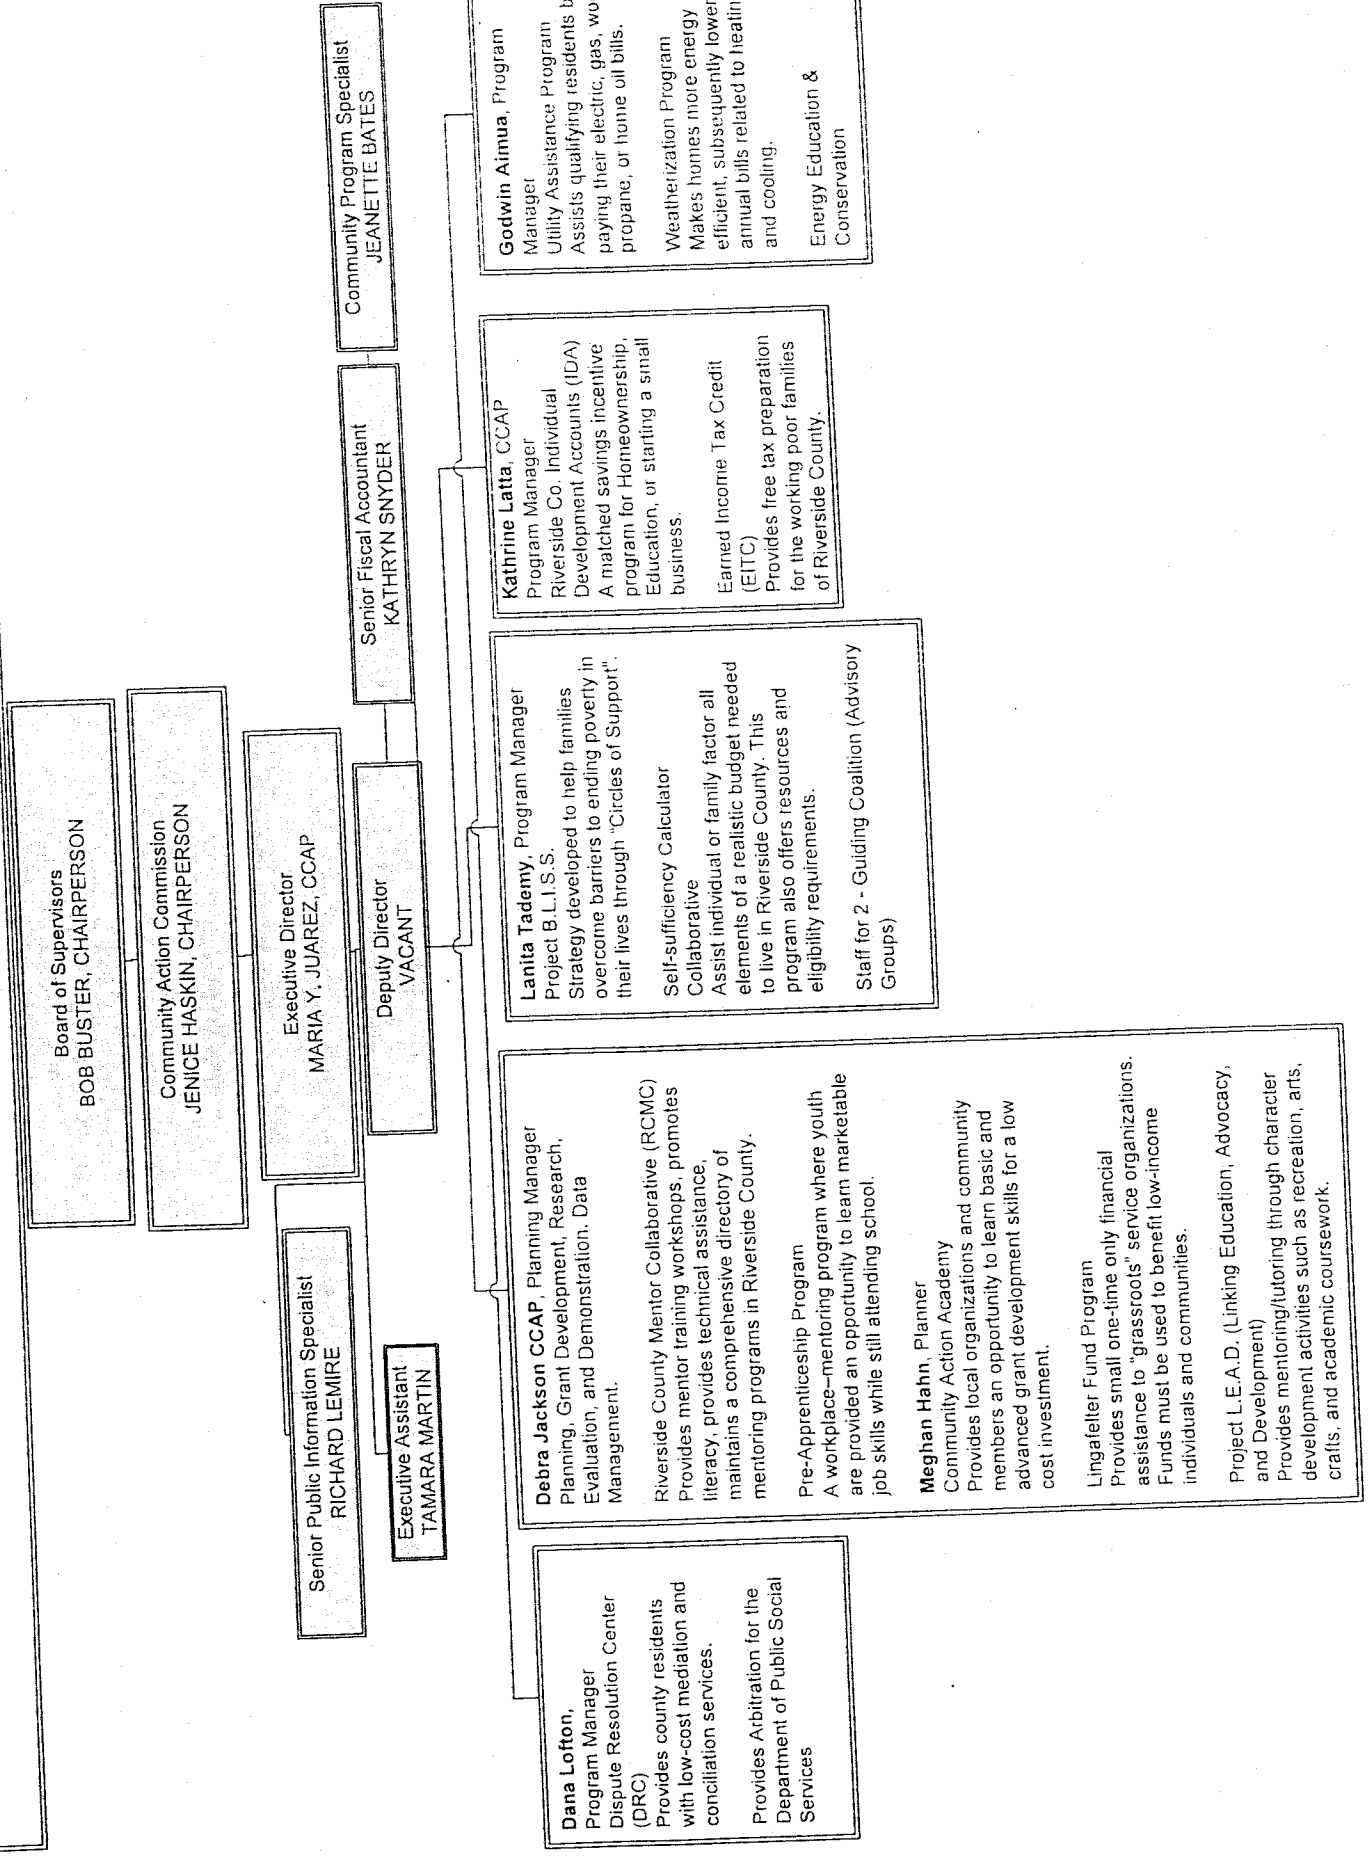 Board of Supervisors
BOB BUSTER, CHAIRPERSON
Community Action Commission
JENICE HASKIN, CHAIRPERSON
Executive Director
MARIA Y. JUAREZ, CCAP
Senior Public Information Specialist
RICHARD LEMIRE
Executive Assistant
TAMARA MARTIN
Deputy Director
VACANT
Senior Fiscal Accountant
KATHRYN SNYDER
Community Program Specialist
JEANETTE BATES
Dana Lofton,
Program Manager
Dispute Resolution Center
(DRC)
Provides county residents
with low-cost mediation and
conciliation services.
Provides Arbitration for the
Department of Public Social
Services
Debra Jackson CCAP, Planning Manager
Planning, Grant Development, Research,
Evaluation, and Demonstration. Data
Management.
Riverside County Mentor Collaborative (RCMC)
Provides mentor training workshops, promotes
literacy, provides technical assistance,
maintains a comprehensive directory of
mentoring programs in Riverside County.
Pre-Apprenticeship Program
A workplace–mentoring program where youth
are provided an opportunity to learn marketable
job skills while still attending school.
Meghan Hahn, Planner
Community Action Academy
Provides local organizations and community
members an opportunity to learn basic and
advanced grant development skills for a low
cost investment.
Lingafelter Fund Program
Provides small one-time only financial
assistance to "grassroots" service organizations.
Funds must be used to benefit low-income
individuals and communities.
Project L.E.A.D. (Linking Education, Advocacy,
and Development)
Provides mentoring/tutoring through character
development activities such as recreation, arts,
crafts, and academic coursework.
Lanita Tademy, Program Manager
Project B.L.I.S.S.
Strategy developed to help families
overcome barriers to ending poverty in
their lives through "Circles of Support".
Self-sufficiency Calculator
Collaborative
Assist individual or family factor all
elements of a realistic budget needed
to live in Riverside County. This
program also offers resources and
eligibility requirements.
Staff for 2 - Guiding Coalition (Advisory
Groups)
Kathrine Latta, CCAP
Program Manager
Riverside Co. Individual
Development Accounts (IDA)
A matched savings incentive
program for Homeownership,
Education, or starting a small
business.
Earned Income Tax Credit
(EITC)
Provides free tax preparation
for the working poor families
of Riverside County.
Godwin Aimua, Program
Manager
Utility Assistance Program
Assists qualifying residents
paying their electric, gas,
propane, or home oil bills.
Weatherization Program
Makes homes more energy
efficient, subsequently lower
annual bills related to
and cooling.
Energy Education &
Conservation